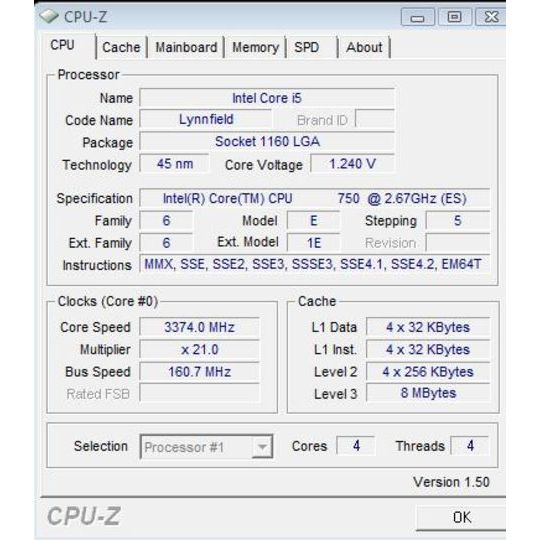 CPU-Z
CPU Cache Mainboard Memory SPD About
Processor
Name Intel Core i5
Code Name Lynnfield Brand ID
Package Socket 1160 LGA
Technology 45 nm Core Voltage 1.240 V
Specification Intel(R) Core(TM) CPU 750 @ 2.67GHz (ES)
Family 6 Model E Stepping 5
Ext. Family 6 Ext. Model 1E Revision
Instructions MMX, SSE, SSE2, SSE3, SSSE3, SSE4.1, SSE4.2, EM64T
Clocks (Core #0)
Core Speed 3374.0 MHz
Multiplier x 21.0
Bus Speed 160.7 MHz
Rated FSB
Cache
L1 Data 4 x 32 KBytes
L1 Inst. 4 x 32 KBytes
Level 2 4 x 256 KBytes
Level 3 8 MBytes
Selection Processor #1 Cores 4 Threads 4
Version 1.50
CPU-Z OK